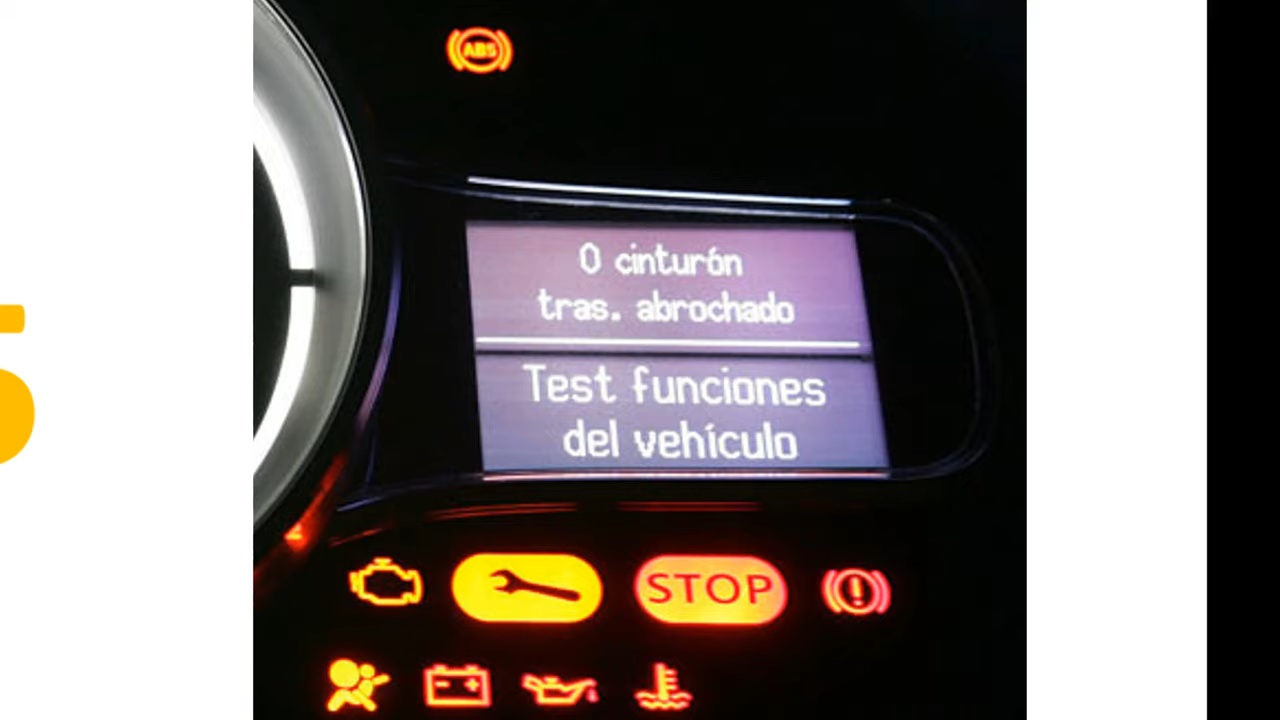 ABS
0 cinturón
tras. abrochado
Test funciones
del vehículo
STOP